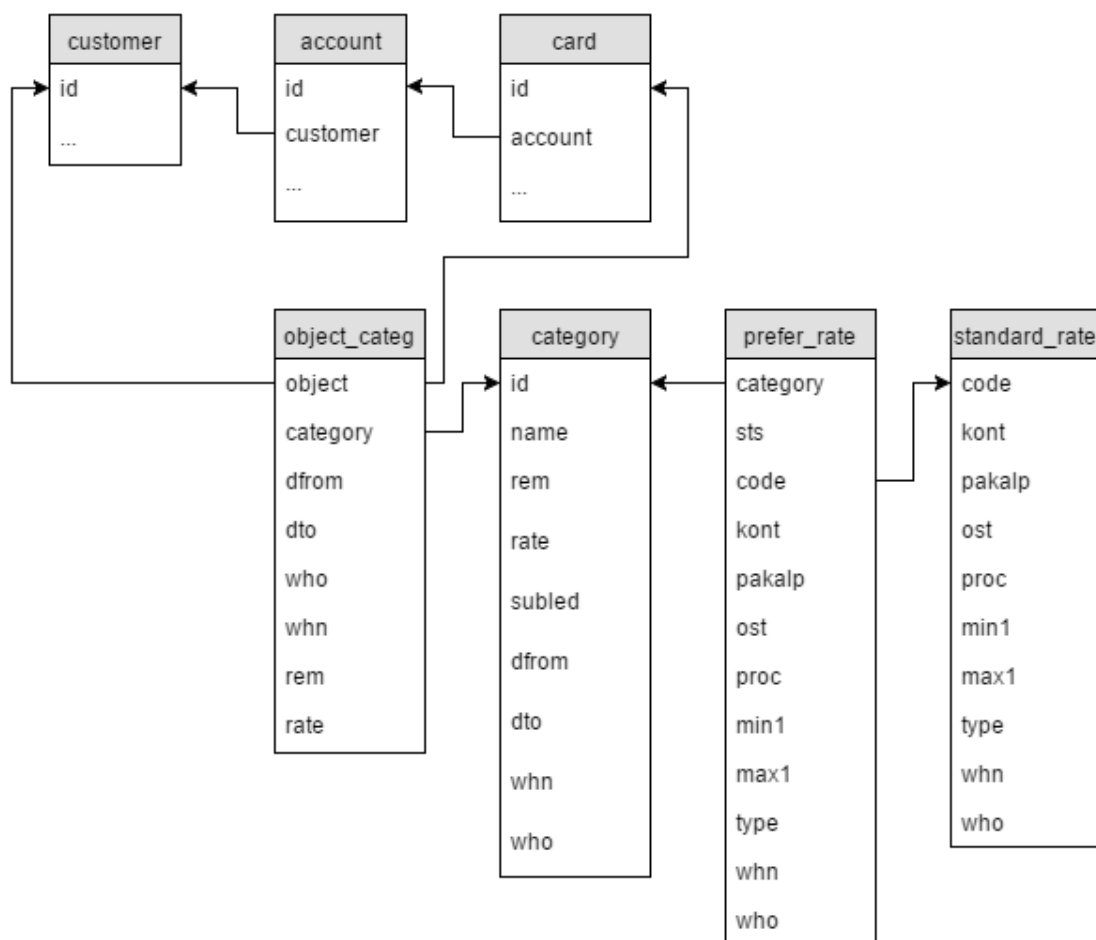 customer
id
...
account
id
customer
...
card
id
account
...
object_categ
object
category
dfrom
dto
who
whn
rem
rate
category
id
name
rem
rate
subled
dfrom
dto
whn
who
prefer_rate
category
sts
code
kont
pakalp
ost
proc
min1
max1
type
whn
who
standard_rate
code
kont
pakalp
ost
proc
min1
max1
type
whn
who